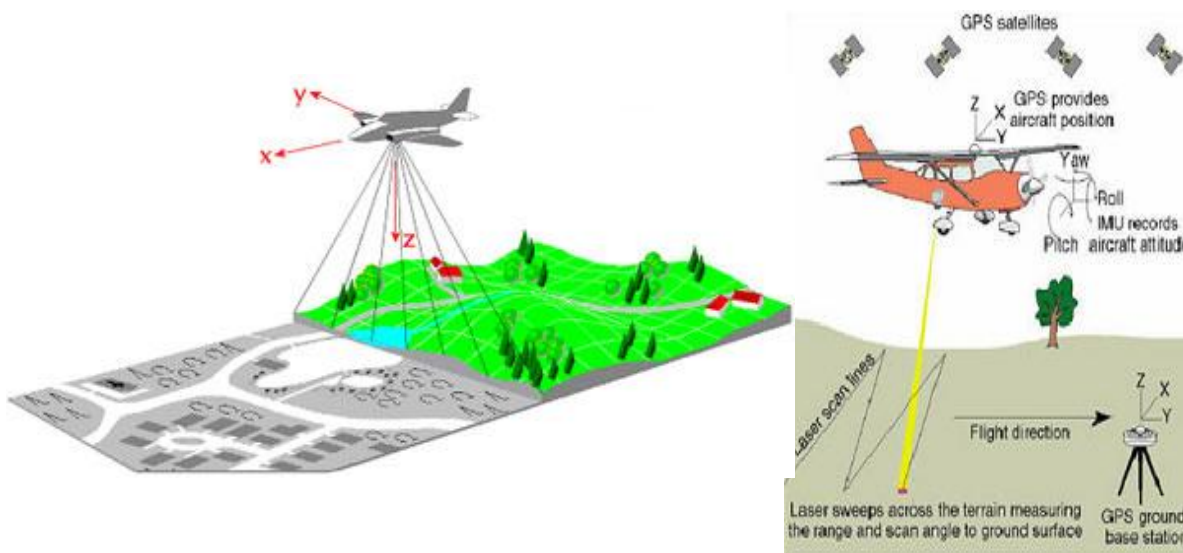 y
x
z
GPS satellites
Z
X
Y
GPS provides
aircraft position
Yaw
Roll
Pitch
IMU records
aircraft attitude
Laser scan lines
Flight direction
Z
X
Y
Laser sweeps across the terrain measuring
the range and scan angle to ground surface
GPS ground
base station